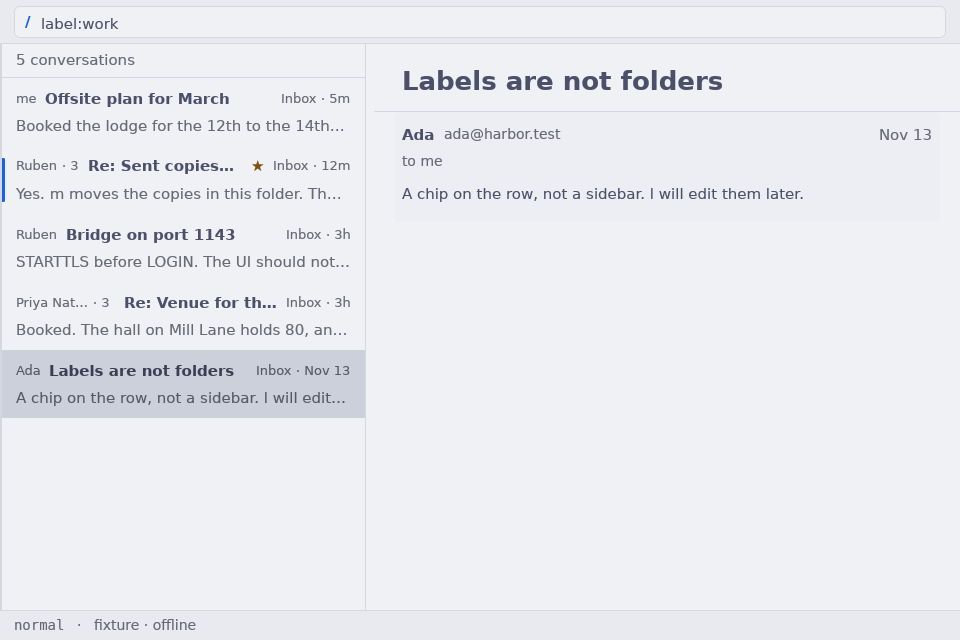 / label:work
5 conversations
me Offsite plan for March Inbox · 5m
Booked the lodge for the 12th to the 14th…
Ruben · 3 Re: Sent copies… ★ Inbox · 12m
Yes. m moves the copies in this folder. Th…
Ruben Bridge on port 1143 Inbox · 3h
STARTTLS before LOGIN. The UI should not…
Priya Nat… · 3 Re: Venue for th… Inbox · 3h
Booked. The hall on Mill Lane holds 80, an…
Ada Labels are not folders Inbox · Nov 13
A chip on the row, not a sidebar. I will edit…
Labels are not folders
Ada ada@harbor.test Nov 13
to me
A chip on the row, not a sidebar. I will edit them later.
normal · fixture · offline